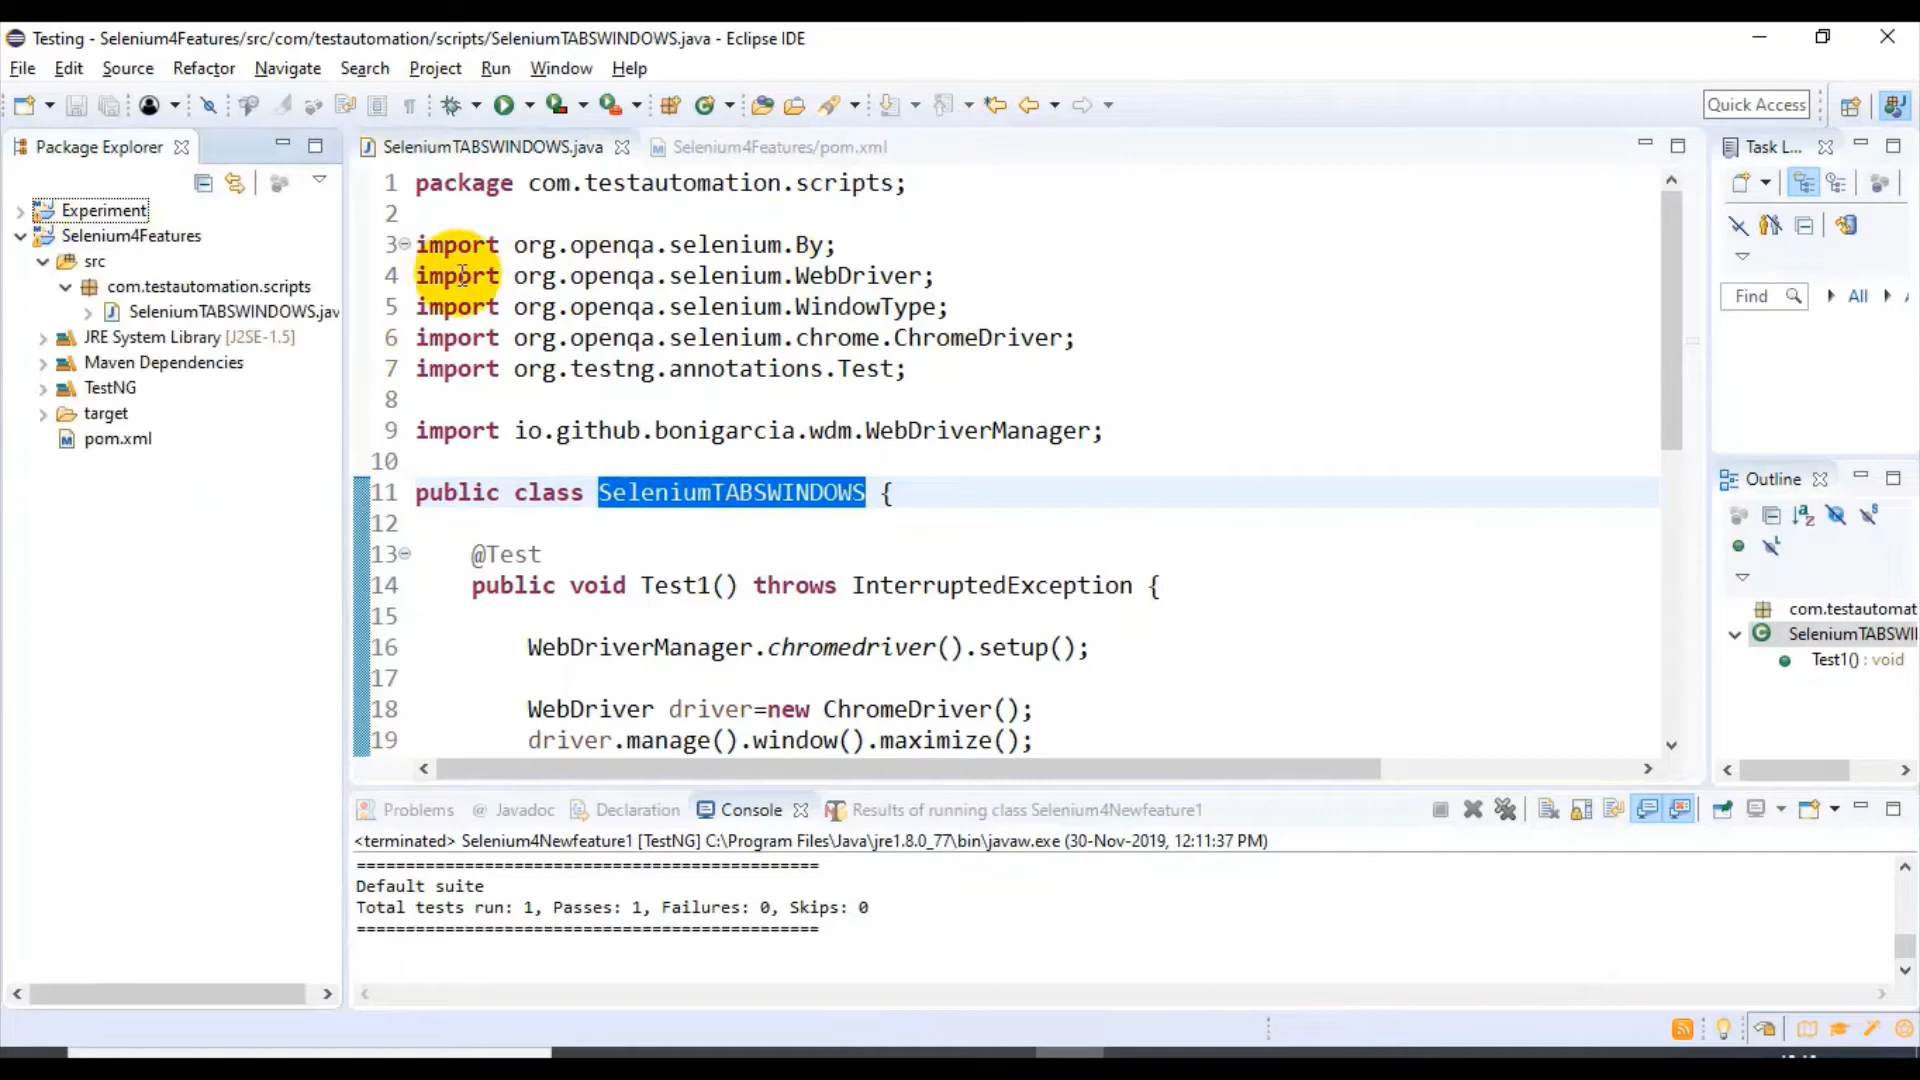 Testing - Selenium4Features/src/com/testautomation/scripts/SeleniumTABSWINDOWS.java - Eclipse IDE
File Edit Source Refactor Navigate Search Project Run Window Help
Quick Access
Package Explorer
Experiment
Selenium4Features
src
com.testautomation.scripts
SeleniumTABSWINDOWS.jav
JRE System Library [J2SE-1.5]
Maven Dependencies
TestNG
target
pom.xml
SeleniumTABSWINDOWS.java Selenium4Features/pom.xml
1 package com.testautomation.scripts;
2
3 import org.openqa.selenium.By;
4 import org.openqa.selenium.WebDriver;
5 import org.openqa.selenium.WindowType;
6 import org.openqa.selenium.chrome.ChromeDriver;
7 import org.testng.annotations.Test;
8
9 import io.github.bonigarcia.wdm.WebDriverManager;
10
11 public class SeleniumTABSWINDOWS {
12
13 @Test
14 public void Test1() throws InterruptedException {
15
16 WebDriverManager.chromedriver().setup();
17
18 WebDriver driver=new ChromeDriver();
19 driver.manage().window().maximize();
Task L...
Find All
Outline
com.testautomat
SeleniumTABSWI
Test1() : void
Problems @ Javadoc Declaration Console Results of running class Selenium4Newfeature1
<terminated> Selenium4Newfeature1 [TestNG] C:\Program Files\Java\jre1.8.0_77\bin\javaw.exe (30-Nov-2019, 12:11:37 PM)
===============================================
Default suite
Total tests run: 1, Passes: 1, Failures: 0, Skips: 0
===============================================